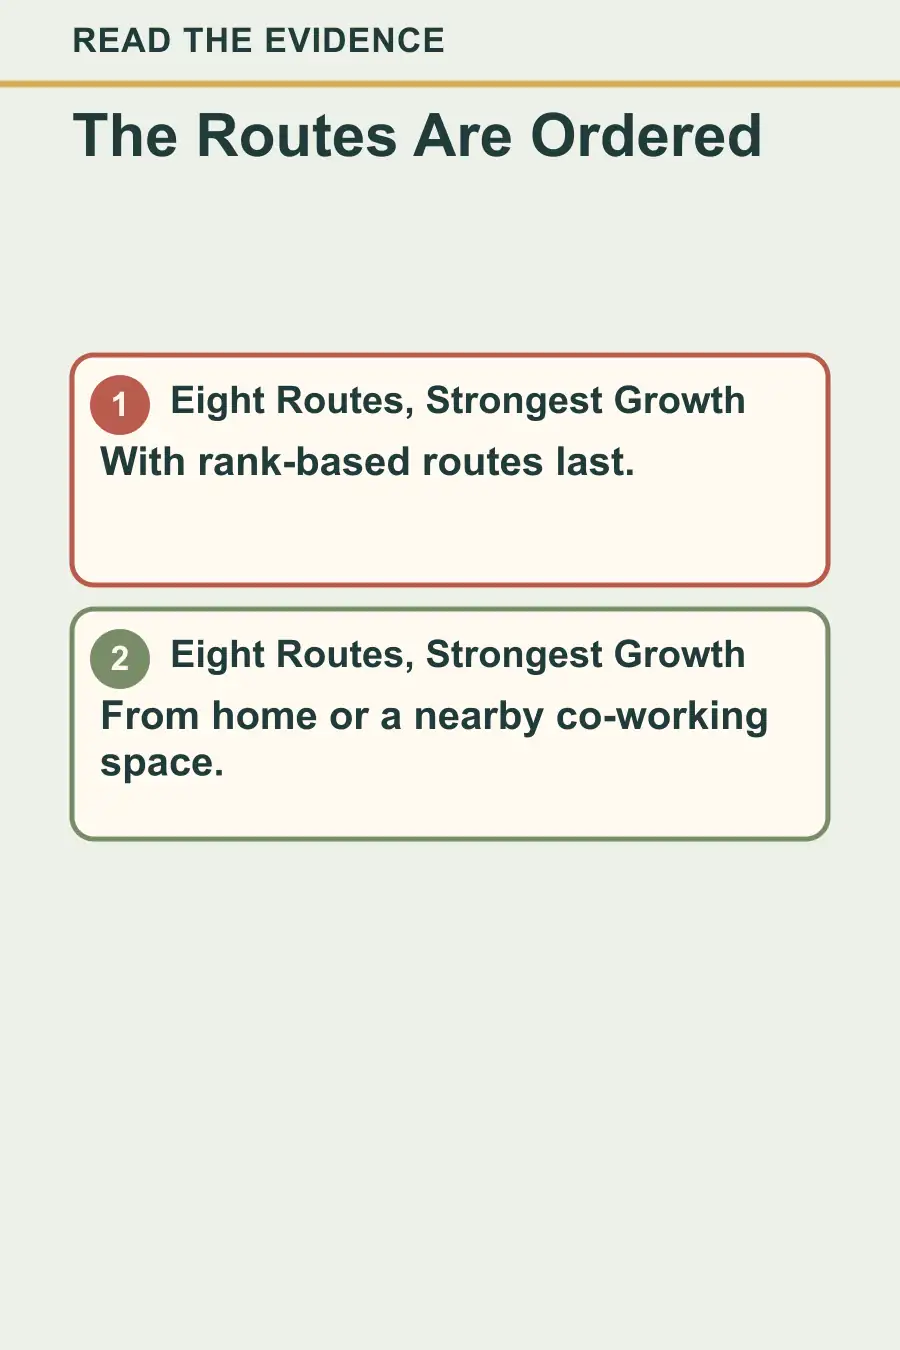 READ THE EVIDENCE
The Routes Are Ordered
1 Eight Routes, Strongest Growth
With rank-based routes last.
2 Eight Routes, Strongest Growth
From home or a nearby co-working
space.